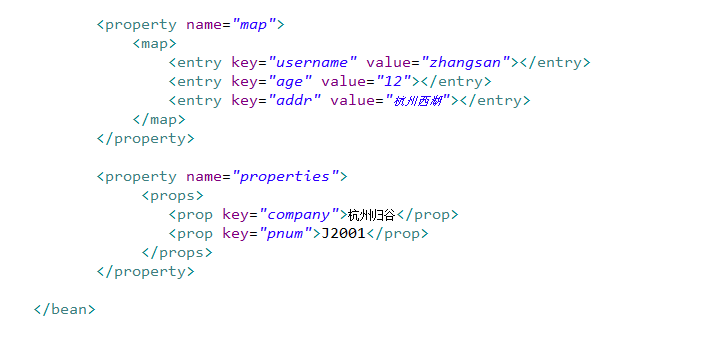 <property name="map">
<map>
<entry key="username" value="zhangsan"></entry>
<entry key="age" value="12"></entry>
<entry key="addr" value="杭州西湖"></entry>
</map>
</property>
<property name="properties">
<props>
<prop key="company">杭州归谷</prop>
<prop key="pnum">J2001</prop>
</props>
</property>
</bean>